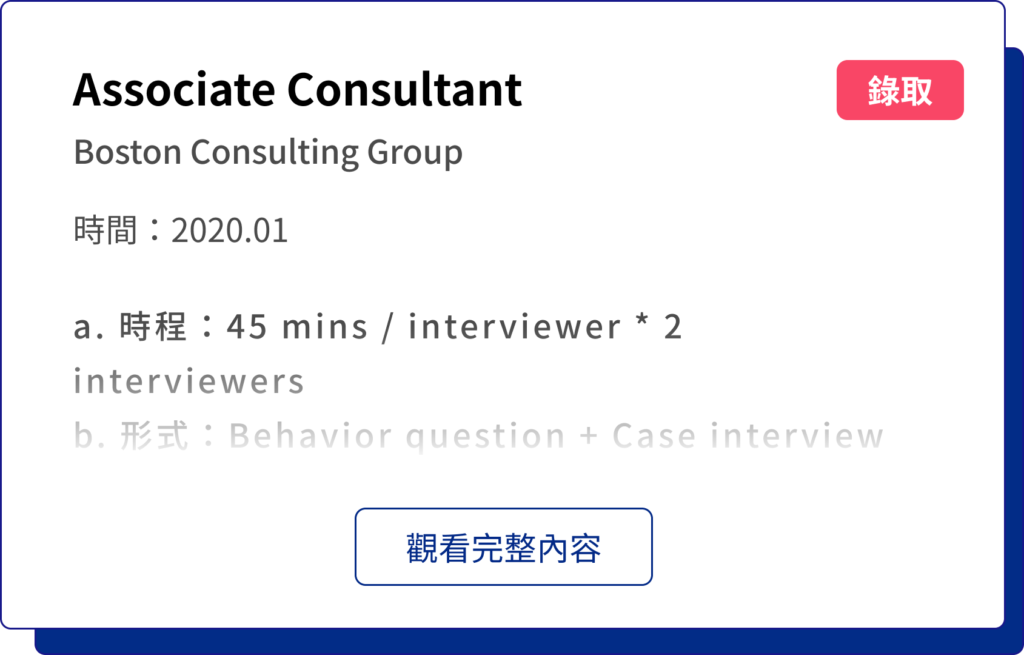 Associate Consultant
錄取
Boston Consulting Group
時間：2020.01
a. 時程：45 mins / interviewer * 2
interviewers
b. 形式：Behavior question + Case interview
觀看完整內容